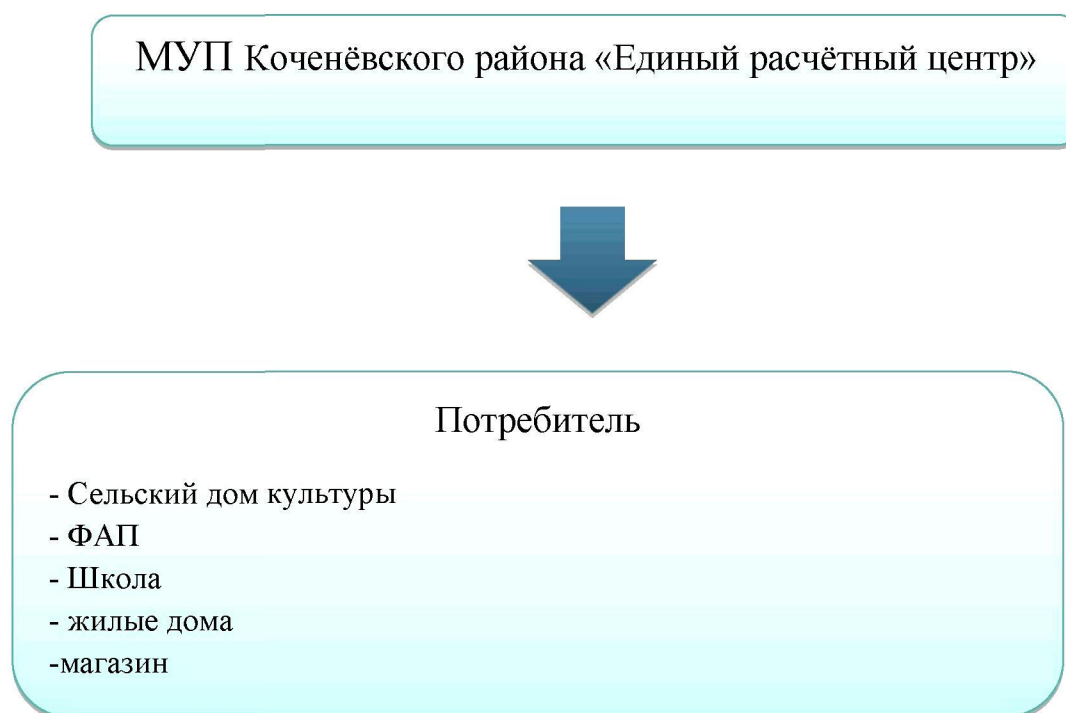 МУП Коченёвского района «Единый расчётный центр»
Потребитель
- Сельский дом культуры
- ФАП
- Школа
- жилые дома
-магазин